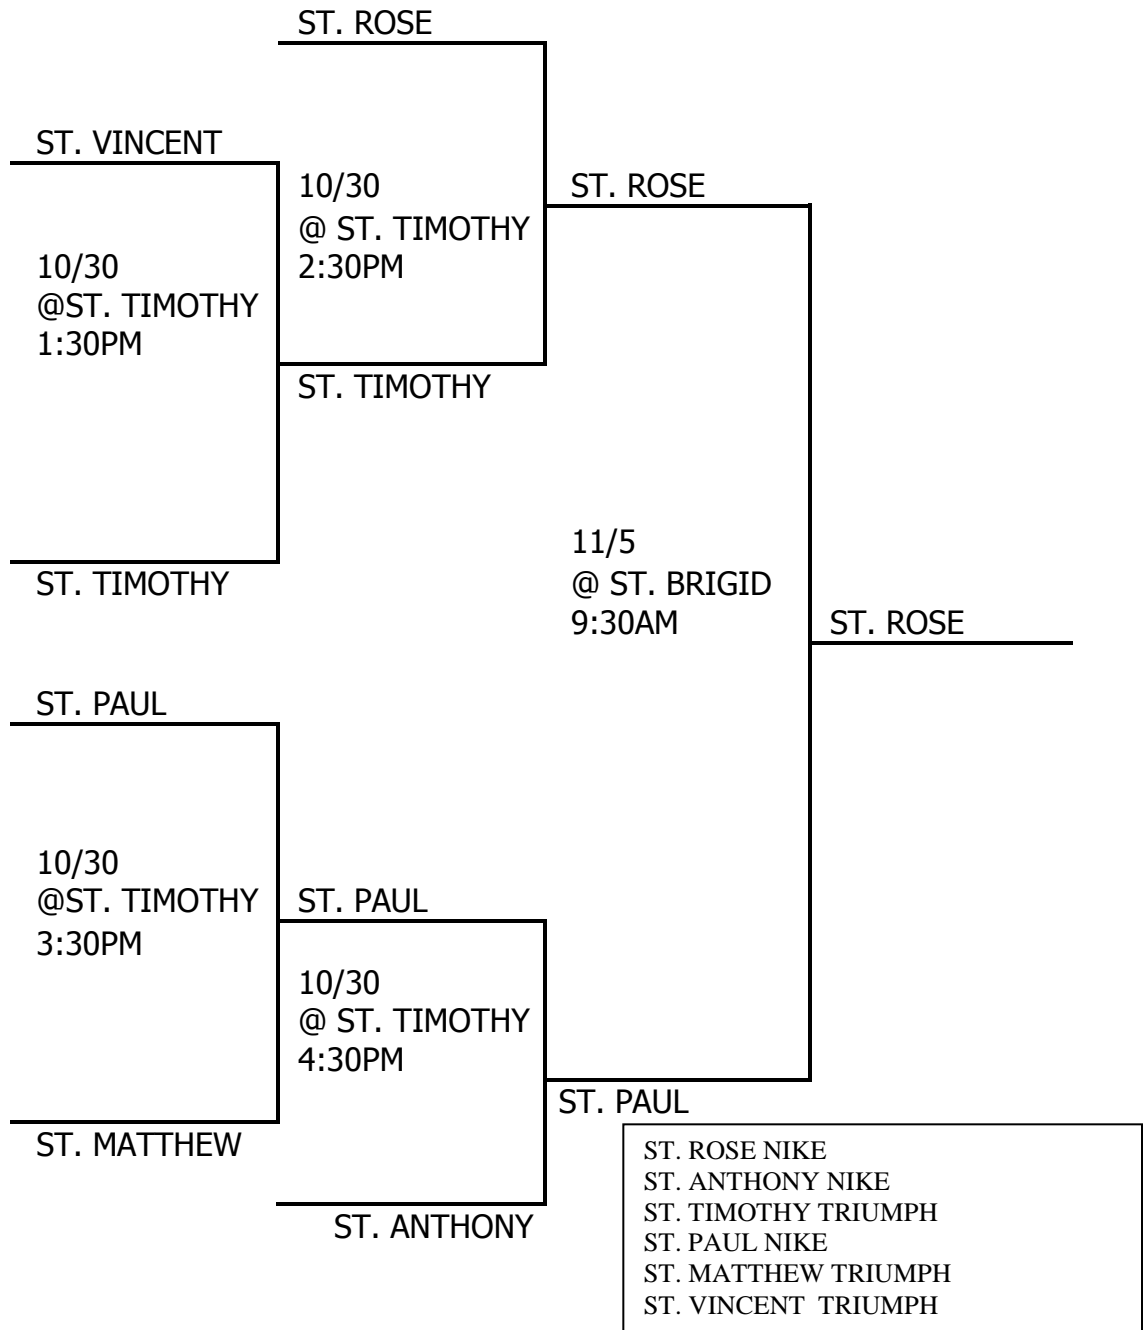 ST. ROSE
ST. VINCENT
10/30
@ ST. TIMOTHY
2:30PM
ST. ROSE
10/30
@ST. TIMOTHY
1:30PM
ST. TIMOTHY
ST. TIMOTHY
11/5
@ ST. BRIGID
9:30AM
ST. ROSE
ST. PAUL
10/30
@ST. TIMOTHY
3:30PM
ST. PAUL
10/30
@ ST. TIMOTHY
4:30PM
ST. PAUL
ST. MATTHEW
ST. ANTHONY
ST. ROSE NIKE
ST. ANTHONY NIKE
ST. TIMOTHY TRIUMPH
ST. PAUL NIKE
ST. MATTHEW TRIUMPH
ST. VINCENT  TRIUMPH